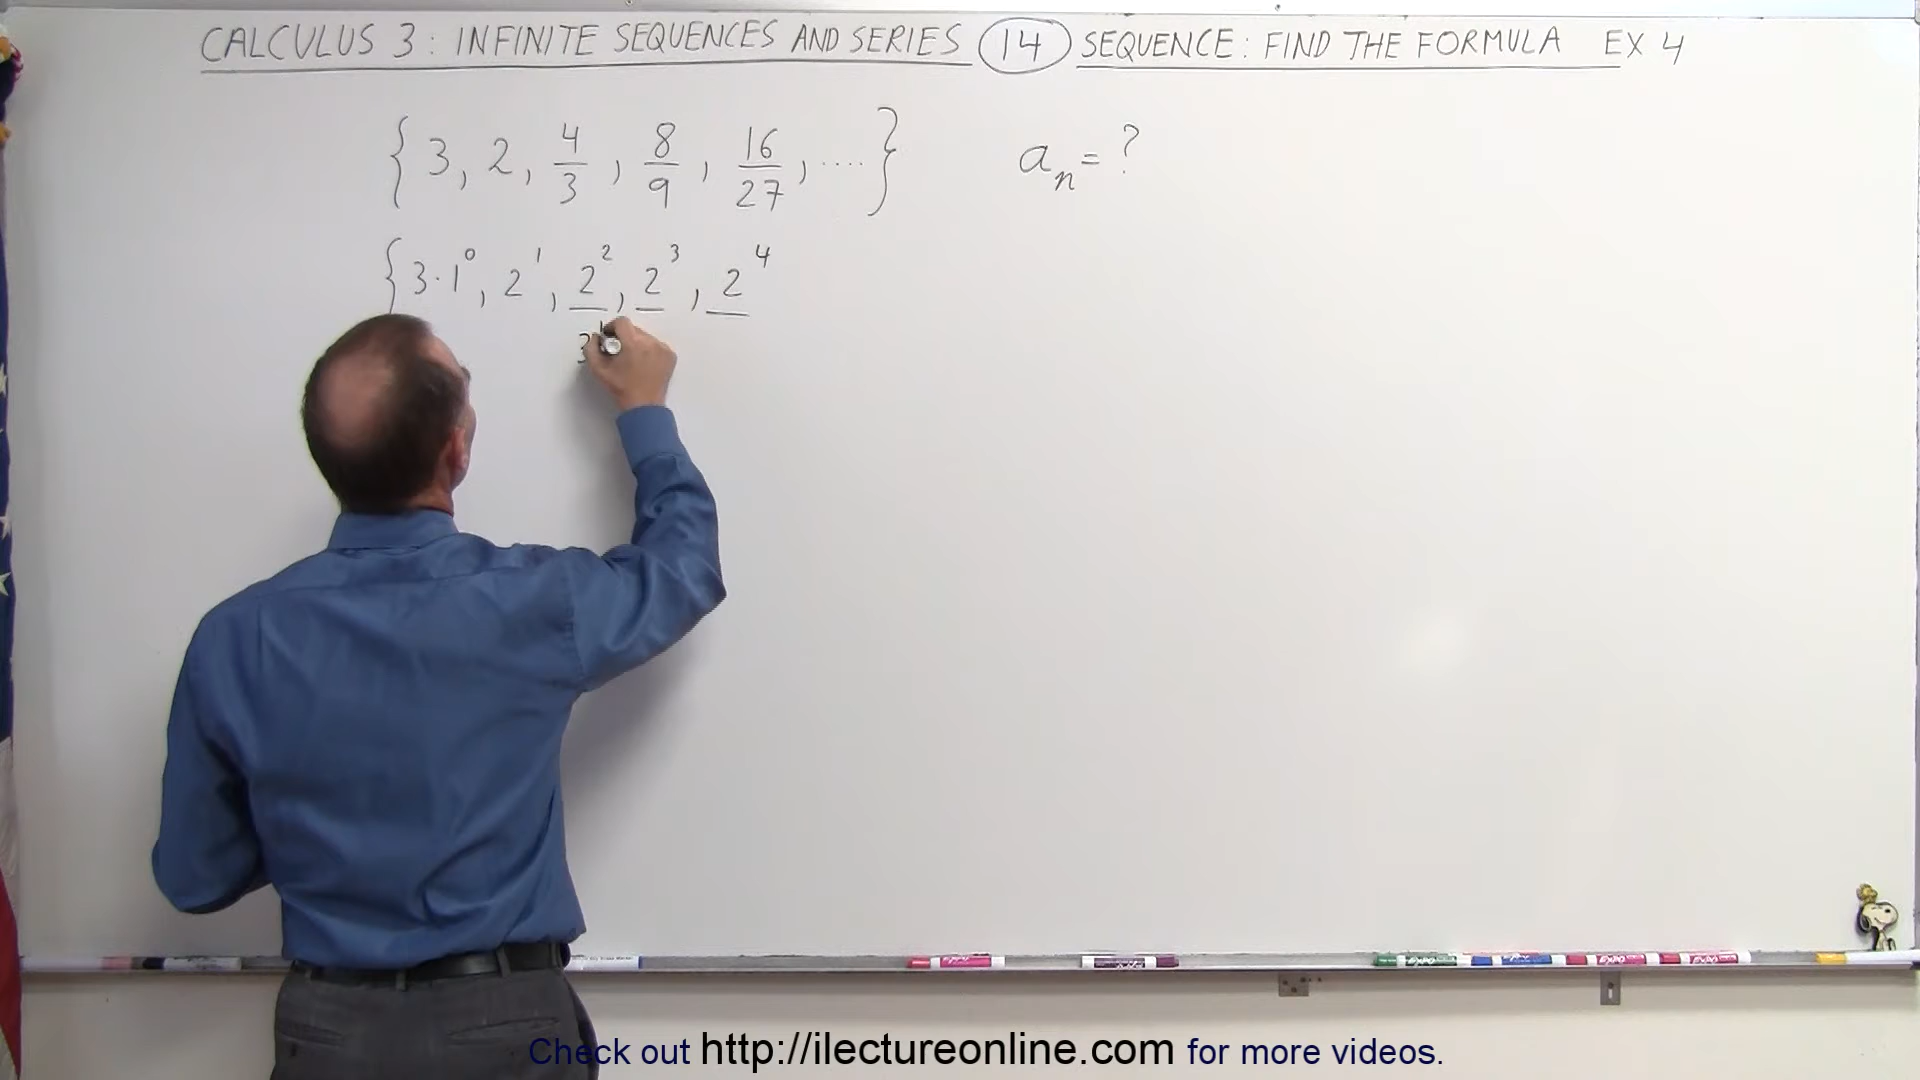 CALCULUS 3: INFINITE SEQUENCES AND SERIES 14 SEQUENCE: FIND THE FORMULA EX 4
{ 3, 2, 4/3, 8/9, 16/27, .... } aₙ = ?
{ 3·1⁰, 2¹, 2²/3¹, 2³, 2⁴
Check out http://ilectureonline.com for more videos.